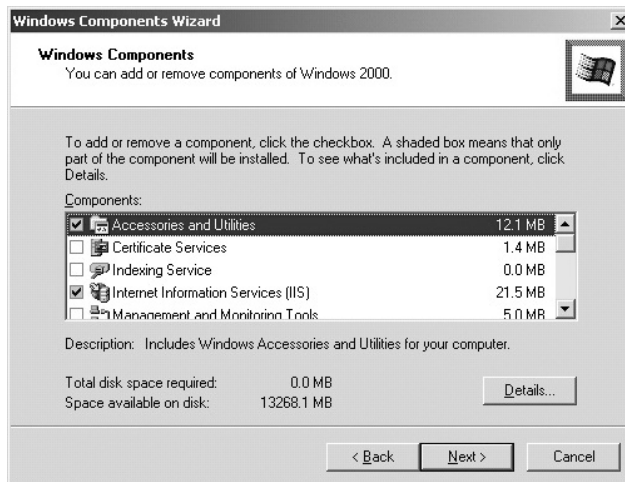 Windows Components Wizard
Windows Components
You can add or remove components of Windows 2000.
To add or remove a component, click the checkbox. A shaded box means that only
part of the component will be installed. To see what's included in a component, click
Details.
Components:
Accessories and Utilities 12.1 MB
Certificate Services 1.4 MB
Indexing Service 0.0 MB
Internet Information Services (IIS) 21.5 MB
Management and Monitoring Tools 5.0 MB
Description: Includes Windows Accessories and Utilities for your computer.
Total disk space required: 0.0 MB
Space available on disk: 13268.1 MB
Details...
< Back Next > Cancel